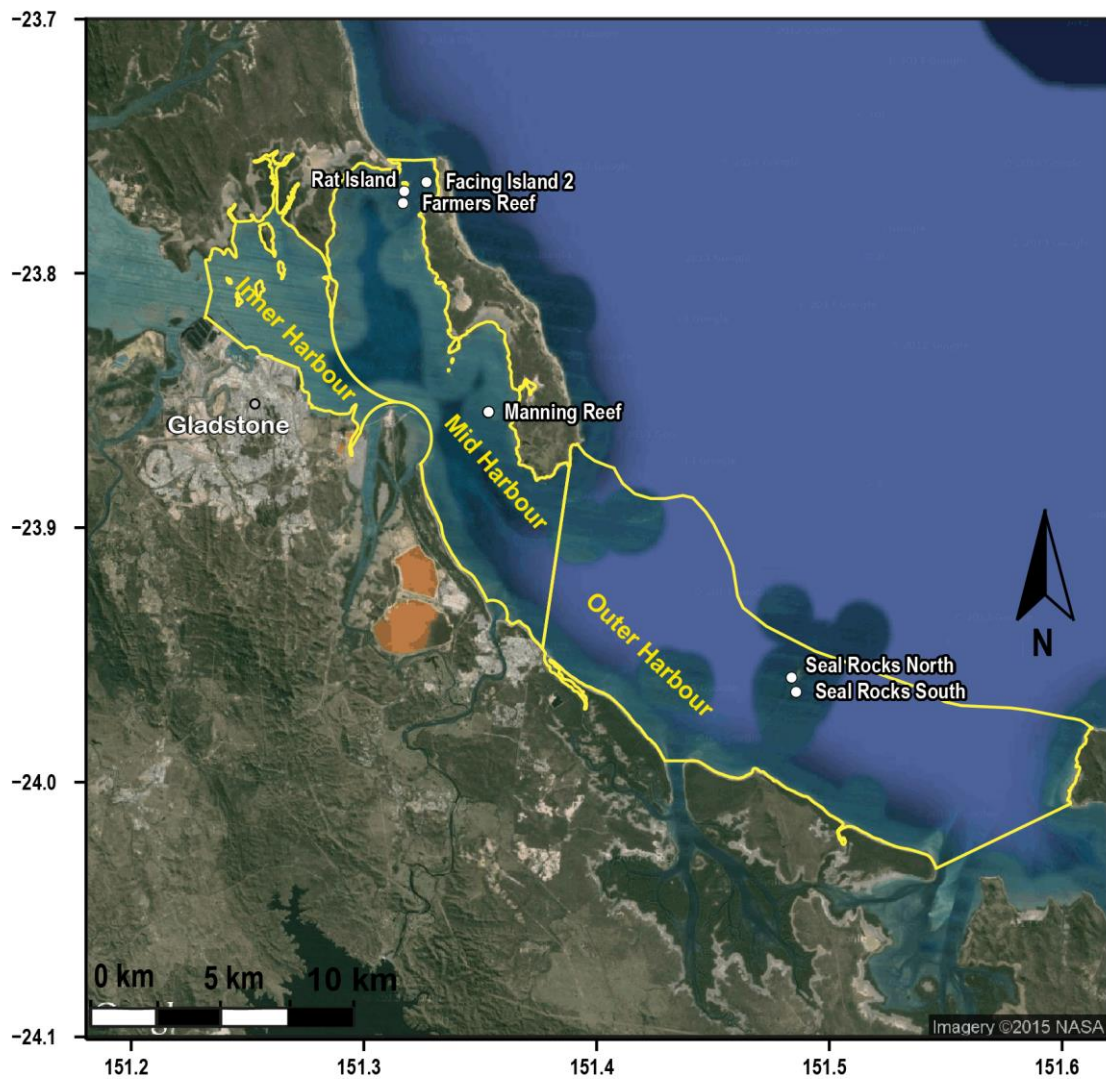 −23.7
Rat Island
Facing Island 2
Farmers Reef
−23.8
Inner Harbour
Gladstone
Manning Reef
Mid Harbour
−23.9
N
Outer Harbour
Seal Rocks North
Seal Rocks South
−24.0
0 km 5 km 10 km
Imagery ©2015 NASA
−24.1
151.2 151.3 151.4 151.5 151.6